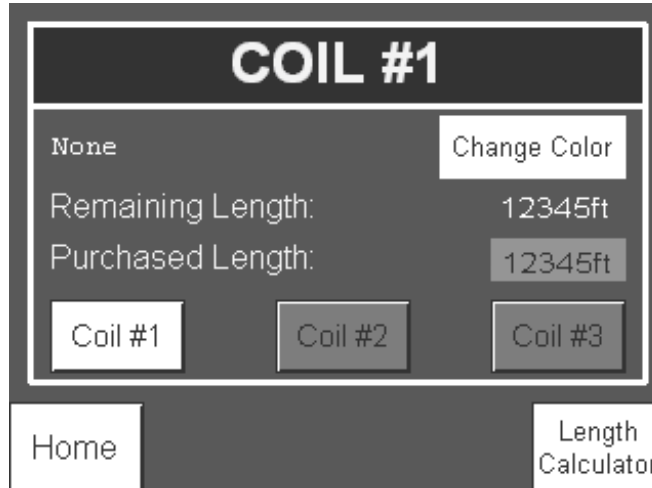 COIL #1
None
Change Color
Remaining Length: 12345ft
Purchased Length: 12345ft
Coil #1 Coil #2 Coil #3
Home
Length
Calculator